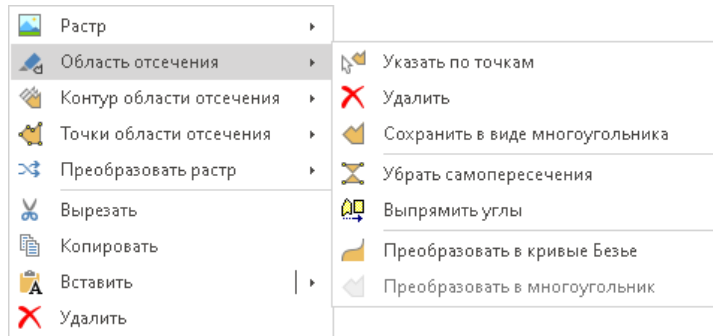 Растр
Область отсечения
Контур области отсечения
Точки области отсечения
Преобразовать растр
Вырезать
Копировать
Вставить
Удалить
Указать по точкам
Удалить
Сохранить в виде многоугольника
Убрать самопересечения
Выпрямить углы
Преобразовать в кривые Безье
Преобразовать в многоугольник